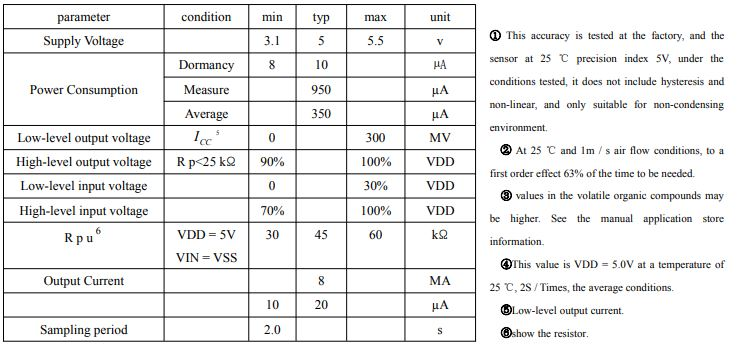 parameter condition min typ max unit
Supply Voltage 3.1 5 5.5 v
Dormancy 8 10 μA
Power Consumption Measure 950 μA
Average 350 μA
Low-level output voltage ICC 5 0 300 MV
High-level output voltage R p<25 kΩ 90% 100% VDD
Low-level input voltage 0 30% VDD
High-level input voltage 70% 100% VDD
R p u 6 VDD = 5V 30 45 60 kΩ
VIN = VSS
Output Current 8 MA
10 20 μA
Sampling period 2.0 s
① This accuracy is tested at the factory, and the
sensor at 25 ℃ precision index 5V, under the
conditions tested, it does not include hysteresis and
non-linear, and only suitable for non-condensing
environment.
② At 25 ℃ and 1m / s air flow conditions, to a
first order effect 63% of the time to be needed.
③ values in the volatile organic compounds may
be higher. See the manual application store
information.
④This value is VDD = 5.0V at a temperature of
25 ℃, 2S / Times, the average conditions.
⑤Low-level output current.
⑥show the resistor.